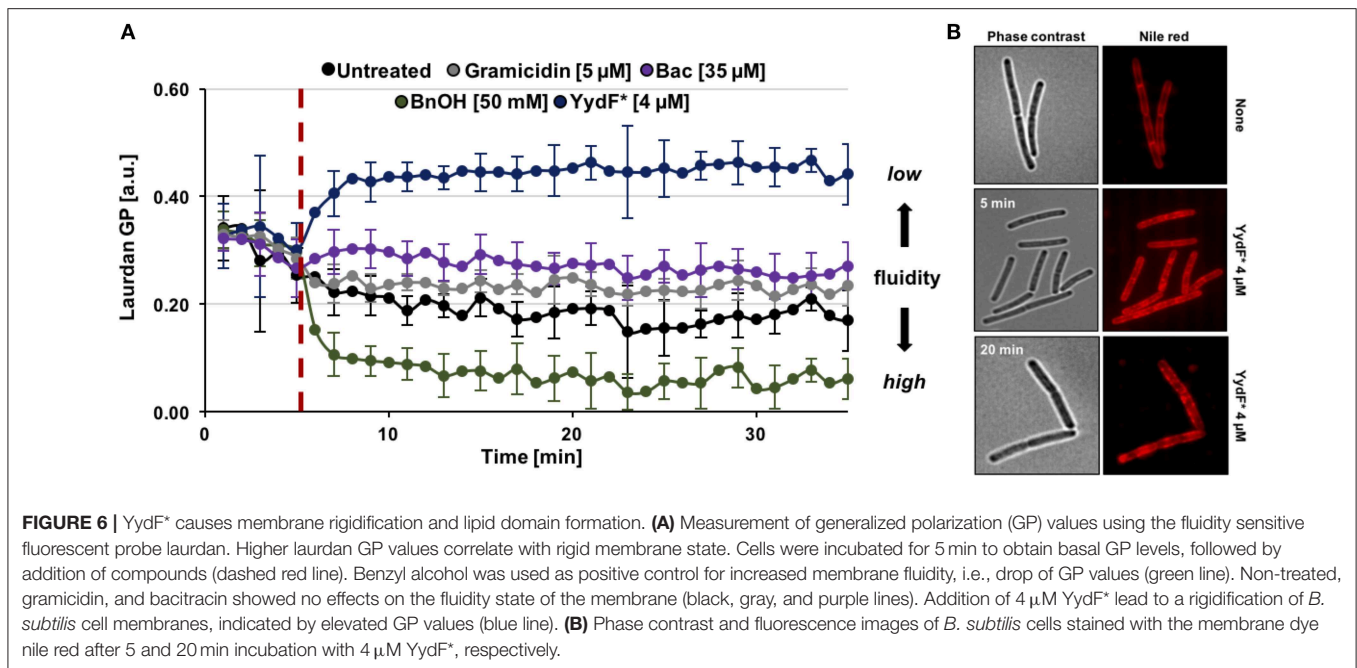 A
Untreated Gramicidin [5 µM] Bac [35 µM]
BnOH [50 mM] YydF* [4 µM]
Laurdan GP [a.u.]
0.60
0.40
0.20
0.00
0
10
20
30
Time [min]
low
fluidity
high
B
Phase contrast
Nile red
None
5 min
YydF* 4 µM
20 min
YydF* 4 µM
FIGURE 6 | YydF* causes membrane rigidification and lipid domain formation. (A) Measurement of generalized polarization (GP) values using the fluidity sensitive
fluorescent probe laurdan. Higher laurdan GP values correlate with rigid membrane state. Cells were incubated for 5 min to obtain basal GP levels, followed by
addition of compounds (dashed red line). Benzyl alcohol was used as positive control for increased membrane fluidity, i.e., drop of GP values (green line). Non-treated,
gramicidin, and bacitracin showed no effects on the fluidity state of the membrane (black, gray, and purple lines). Addition of 4 µM YydF* lead to a rigidification of B.
subtilis cell membranes, indicated by elevated GP values (blue line). (B) Phase contrast and fluorescence images of B. subtilis cells stained with the membrane dye
nile red after 5 and 20 min incubation with 4 µM YydF*, respectively.